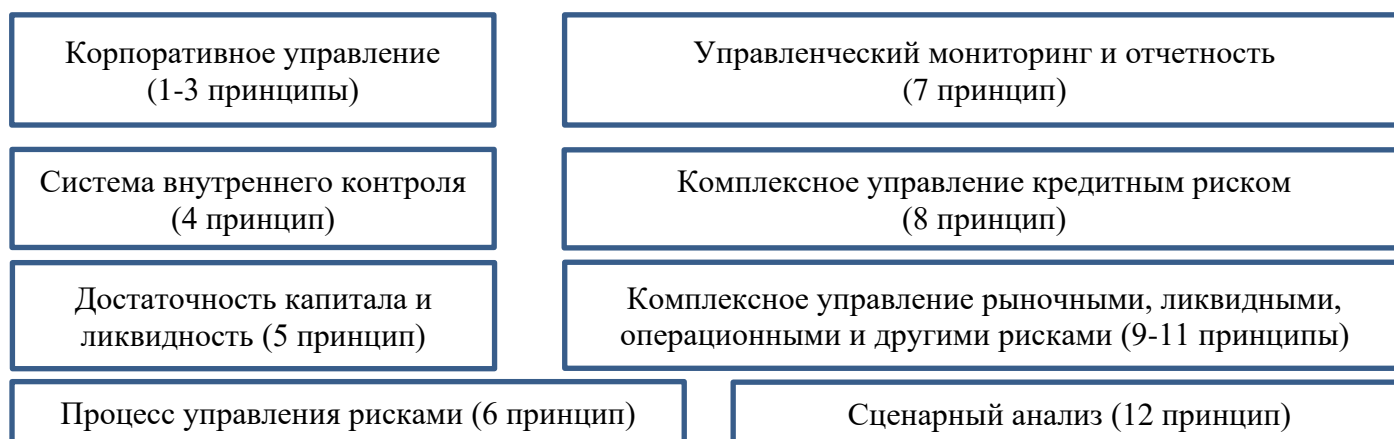 Корпоративное управление
(1-3 принципы)
Управленческий мониторинг и отчетность
(7 принцип)
Система внутреннего контроля
(4 принцип)
Комплексное управление кредитным риском
(8 принцип)
Достаточность капитала и
ликвидность (5 принцип)
Комплексное управление рыночными, ликвидными,
операционными и другими рисками (9-11 принципы)
Процесс управления рисками (6 принцип)
Сценарный анализ (12 принцип)